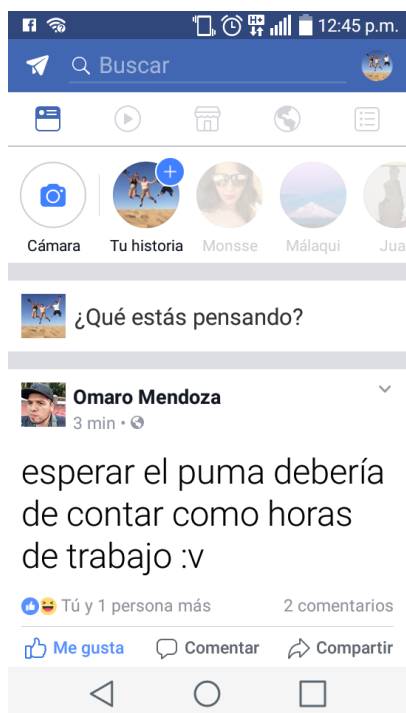 12:45 p.m.
Buscar
Cámara Tu historia Monsse Málaqui Jua
¿Qué estás pensando?
Omaro Mendoza
3 min
esperar el puma debería
de contar como horas
de trabajo :v
Tú y 1 persona más 2 comentarios
Me gusta Comentar Compartir